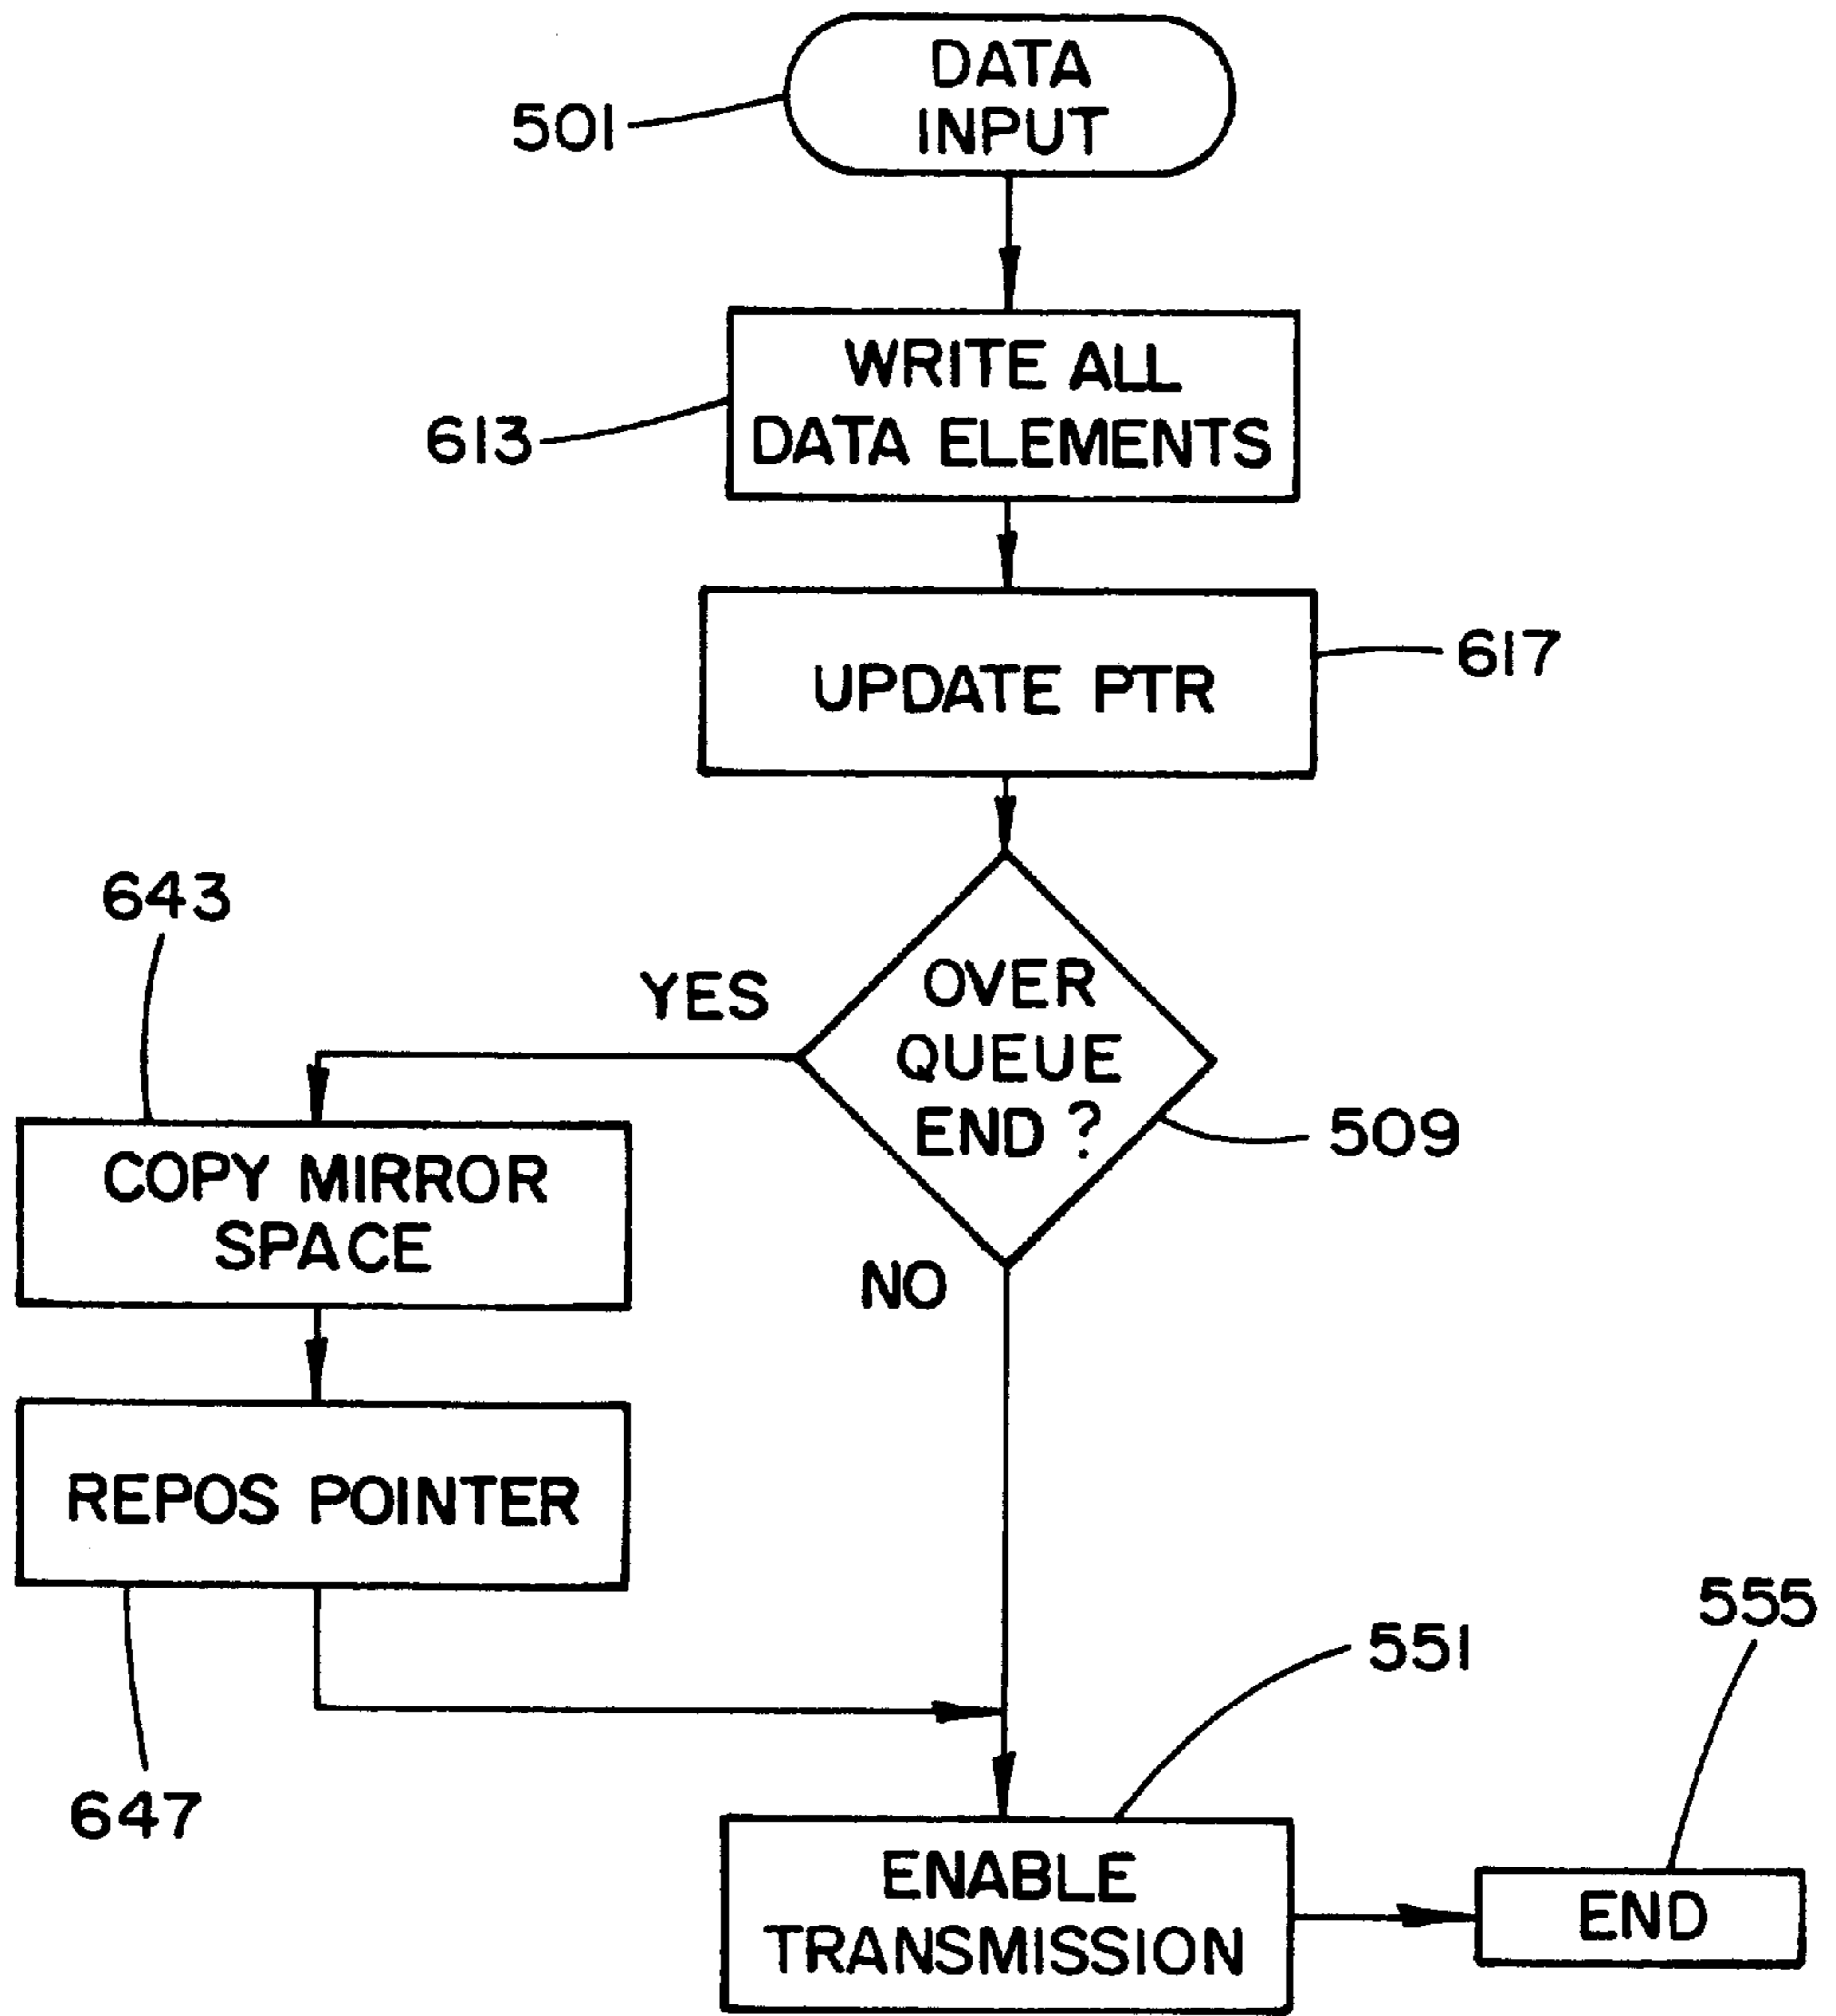 DATA
INPUT
501
WRITE ALL
DATA ELEMENTS
613
UPDATE PTR
617
643
YES
OVER
QUEUE
END ?
509
NO
COPY MIRROR
SPACE
REPOS POINTER
647
551
555
ENABLE
TRANSMISSION
END